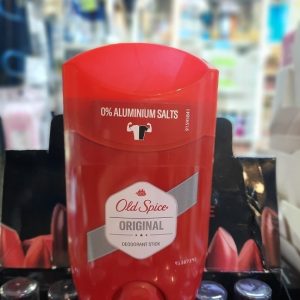 0% ALUMINIUM SALTS
Old Spice
ORIGINAL
DEODORANT STICK